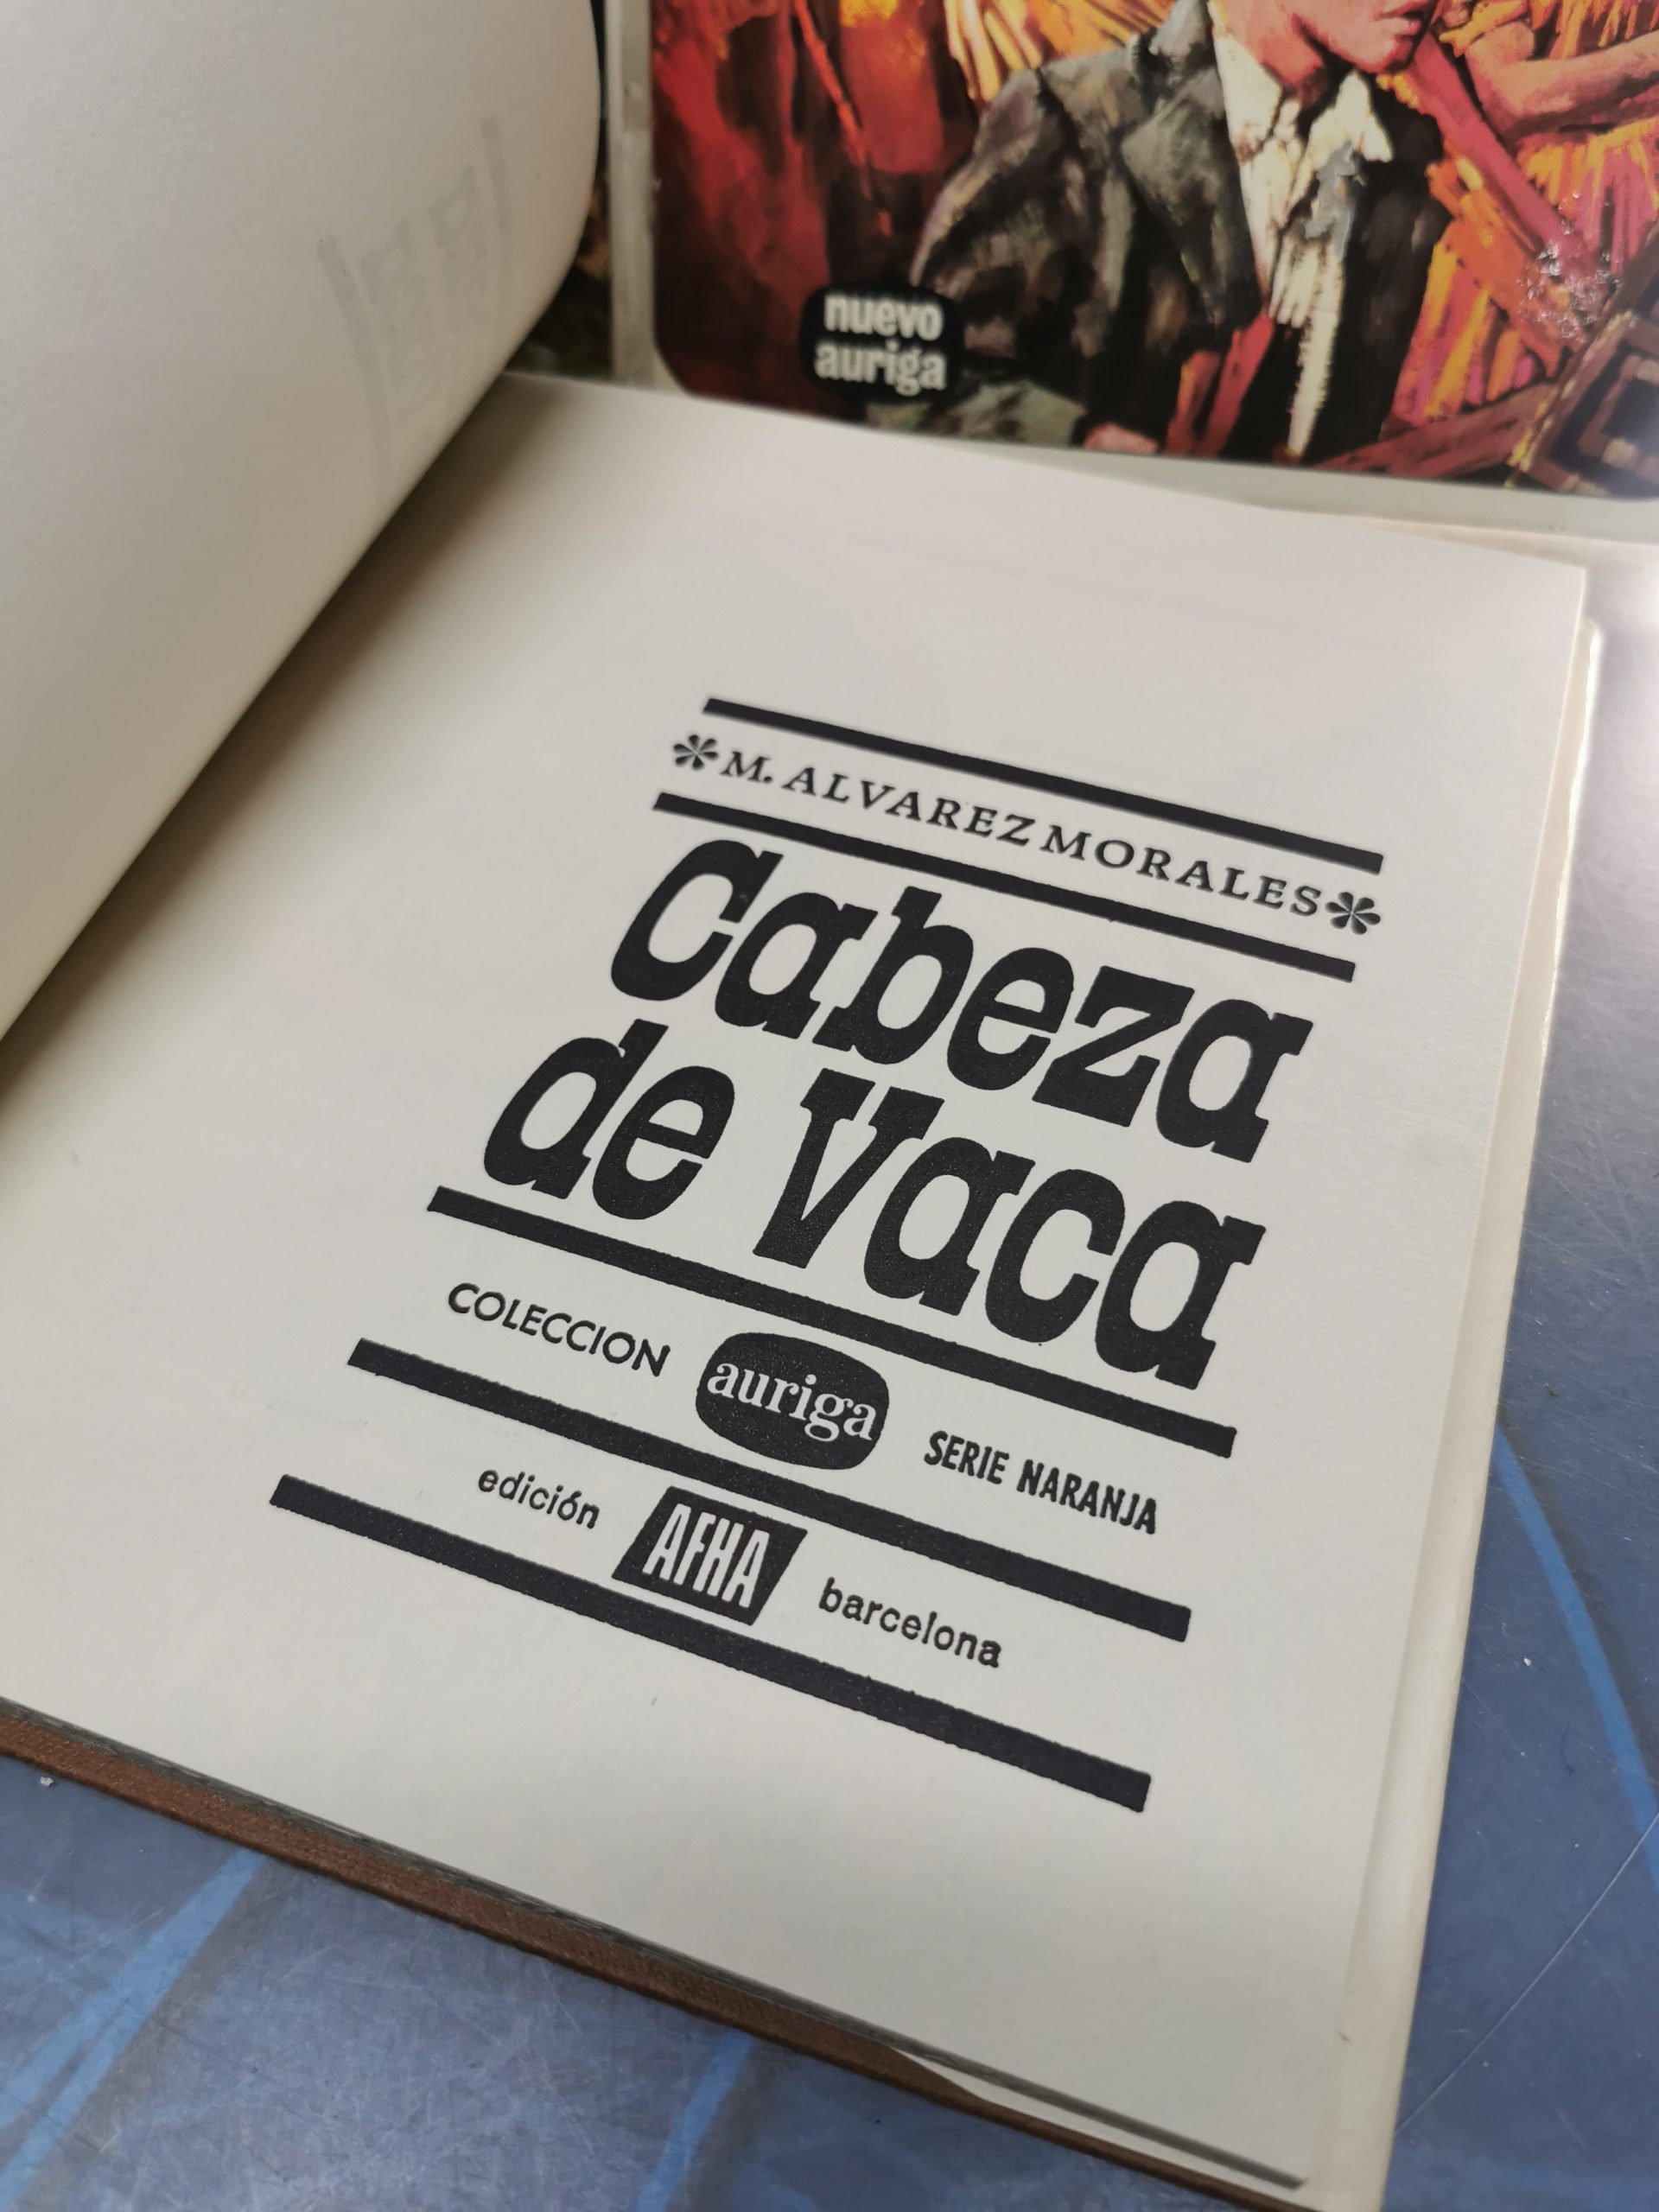 nuevo
auriga
M. ALVAREZ MORALES
Cabeza
de Vaca
COLECCION auriga SERIE NARANJA
edición AFHA barcelona